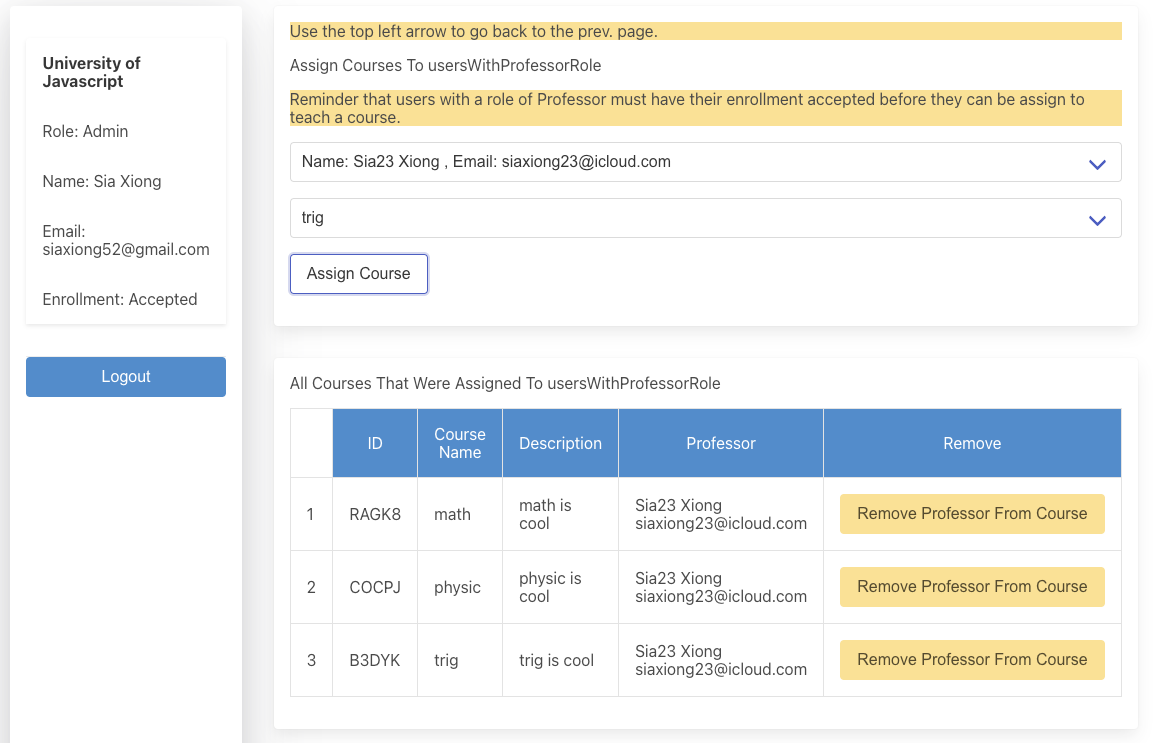 University of
Javascript
Role: Admin
Name: Sia Xiong
Email:
siaxiong52@gmail.com
Enrollment: Accepted
Logout
Use the top left arrow to go back to the prev. page.
Assign Courses To usersWithProfessorRole
Reminder that users with a role of Professor must have their enrollment accepted before they can be assign to
teach a course.
Name: Sia23 Xiong , Email: siaxiong23@icloud.com
trig
Assign Course
All Courses That Were Assigned To usersWithProfessorRole
ID Course Name Description Professor Remove
1 RAGK8 math math is cool Sia23 Xiong siaxiong23@icloud.com Remove Professor From Course
2 COCPJ physic physic is cool Sia23 Xiong siaxiong23@icloud.com Remove Professor From Course
3 B3DYK trig trig is cool Sia23 Xiong siaxiong23@icloud.com Remove Professor From Course